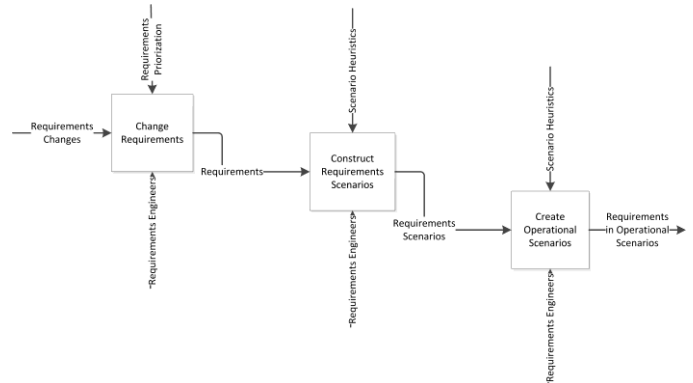 Requirements
Priorization
Scenario Heuristics
Scenario Heuristics
Requirements
Changes
Change
Requirements
Requirements
Construct
Requirements
Scenarios
Requirements
Scenarios
Create
Operational
Scenarios
Requirements
in Operational
Scenarios
Requirements Engineers
Requirements Engineers
Requirements Engineers